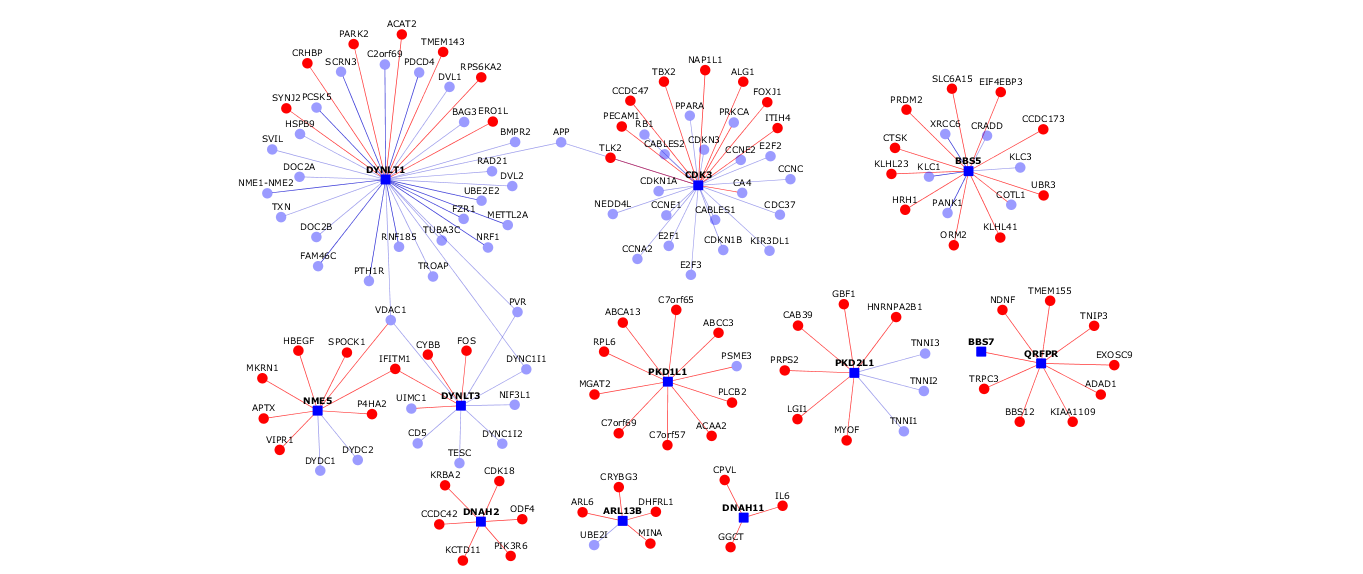 ACAT2
PARK2
TMEM143
CRHBP
C2orf69
SCRN3
PDCD4
RPS6KA2
DVL1
SYNJ2
PCSK5
BAG3
ERO1L
HSPB9
BMPR2
SVIL
RAD21
DYNLT1
DOC2A
DVL2
NME1-NME2
UBE2E2
TXN
FZR1
METTL2A
DOC2B
TUBA3C
RNF185
NRF1
FAM46C
PTH1R
TROAP
APP
NAP1L1
TBX2
ALG1
CCDC47
FOXJ1
PPARA
PECAM1
RB1
PRKCA
ITIH4
TLK2
CABLES2
CDKN3
CCNE2
E2F2
CDK3
CCNC
CDKN1A
CA4
NEDD4L
CCNE1
CABLES1
CDC37
E2F1
CDKN1B
KIR3DL1
CCNA2
E2F3
SLC6A15
EIF4EBP3
PRDM2
XRCC6
CRADD
CCDC173
CTSK
BBS5
KLHL23
KLC1
KLC3
UBR3
HRH1
PANK1
COTL1
ORM2
KLHL41
VDAC1
PVR
HBEGF
SPOCK1
MKRN1
IFITM1
NME5
P4HA2
APTX
VIPR1
DYDC1
DYDC2
CYBB
FOS
DYNC1I1
DYNLT3
UIMC1
NIF3L1
CD5
DYNC1I2
TESC
C7orf65
ABCA13
ABCC3
RPL6
PSME3
PKD1L1
MGAT2
PLCB2
C7orf69
C7orf57
ACAA2
GBF1
CAB39
HNRNPA2B1
TNNI3
PRPS2
PKD2L1
TNNI2
LGI1
MYOF
TNNI1
NDNF
TMEM155
TNIP3
BBS7
QRFPR
EXOSC9
TRPC3
ADAD1
BBS12
KIAA1109
KRBA2
CDK18
CCDC42
DNAH2
ODF4
KCTD11
PIK3R6
CRYBG3
ARL6
DHFRL1
ARL13B
UBE2I
MINA
CPVL
IL6
DNAH11
GGCT